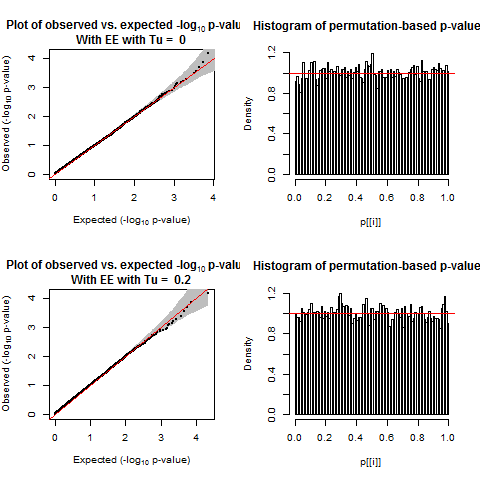 Plot of observed vs. expected -log10 p-valu
With EE with Tu = 0
Observed (-log10 p-value)
4
3
2
1
0
0 1 2 3 4
Expected (-log10 p-value)
Histogram of permutation-based p-value
Density
1.2
0.8
0.4
0.0
0.0 0.2 0.4 0.6 0.8 1.0
p[[i]]
Plot of observed vs. expected -log10 p-valu
With EE with Tu = 0.2
Observed (-log10 p-value)
4
3
2
1
0
0 1 2 3 4
Expected (-log10 p-value)
Histogram of permutation-based p-value
Density
1.2
0.8
0.4
0.0
0.0 0.2 0.4 0.6 0.8 1.0
p[[i]]